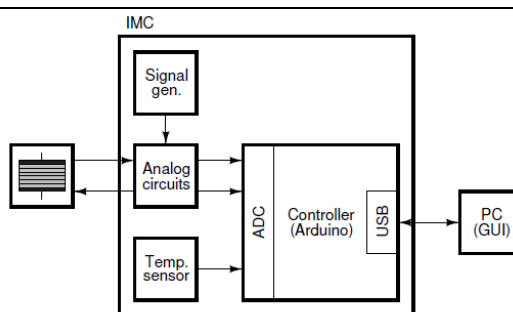 IMC
Signal
gen.
Analog
circuits
Temp.
sensor
ADC
Controller
(Arduino)
USB
PC
(GUI)